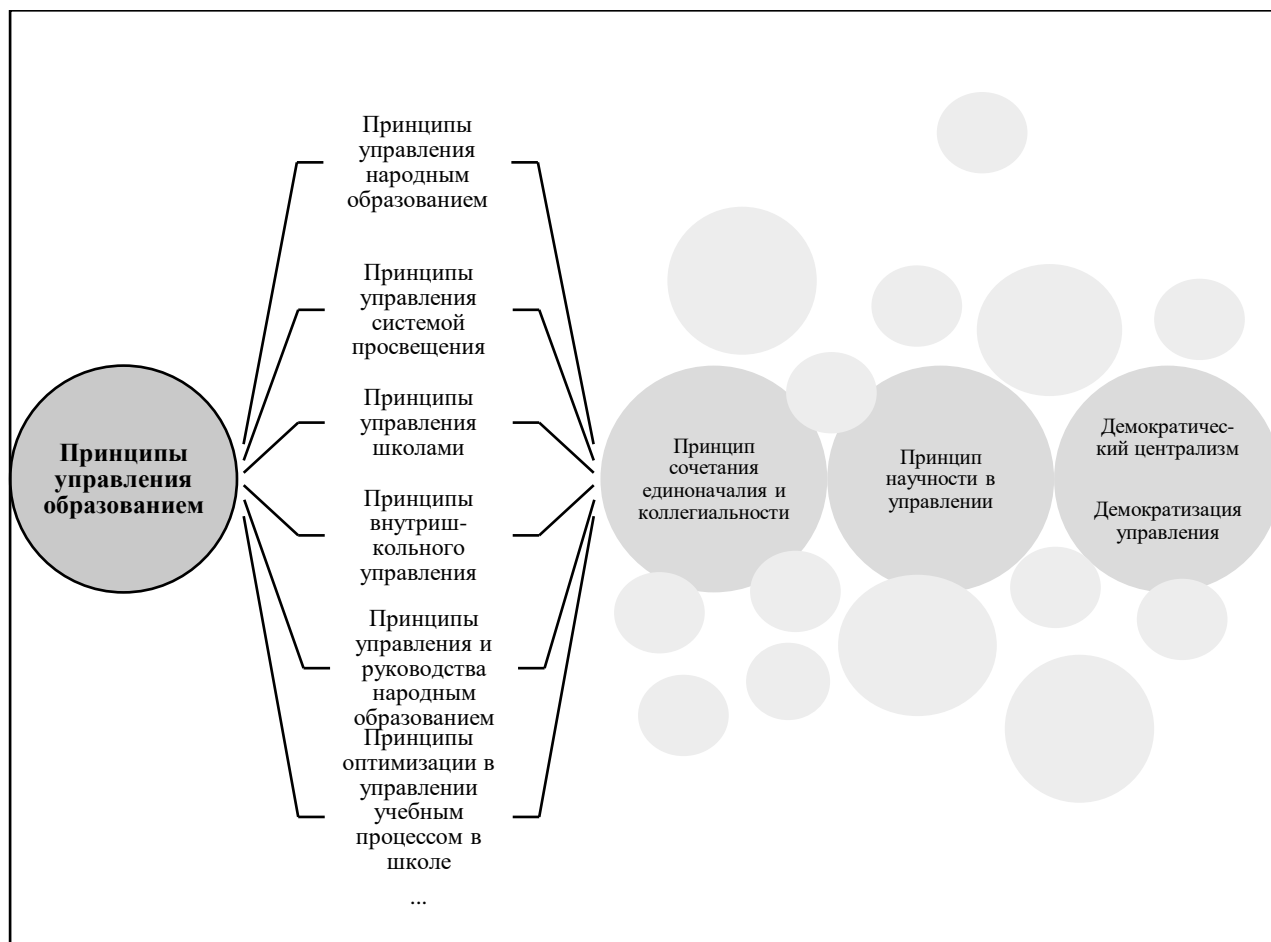 Принципы
управления
образованием
Принципы
управления
народным
образованием
Принципы
управления
системой
просвещения
Принципы
управления
школами
Принципы
внутриш-
кольного
управления
Принципы
управления и
руководства
народным
образованием
Принципы
оптимизации в
управлении
учебным
процессом в
школе
...
Принцип
сочетания
единоначалия и
коллегиальности
Принцип
научности в
управлении
Демократичес-
кий централизм
Демократизация
управления